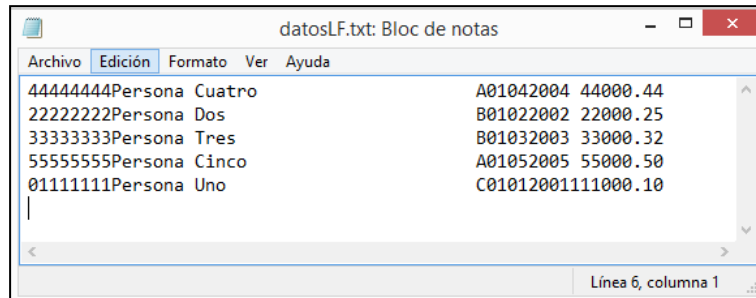 datosLF.txt: Bloc de notas
Archivo Edición Formato Ver Ayuda
44444444Persona Cuatro                          A01042004 44000.44
22222222Persona Dos                             B01022002 22000.25
33333333Persona Tres                            B01032003 33000.32
55555555Persona Cinco                           A01052005 55000.50
01111111Persona Uno                             C01012001111000.10
Línea 6, columna 1